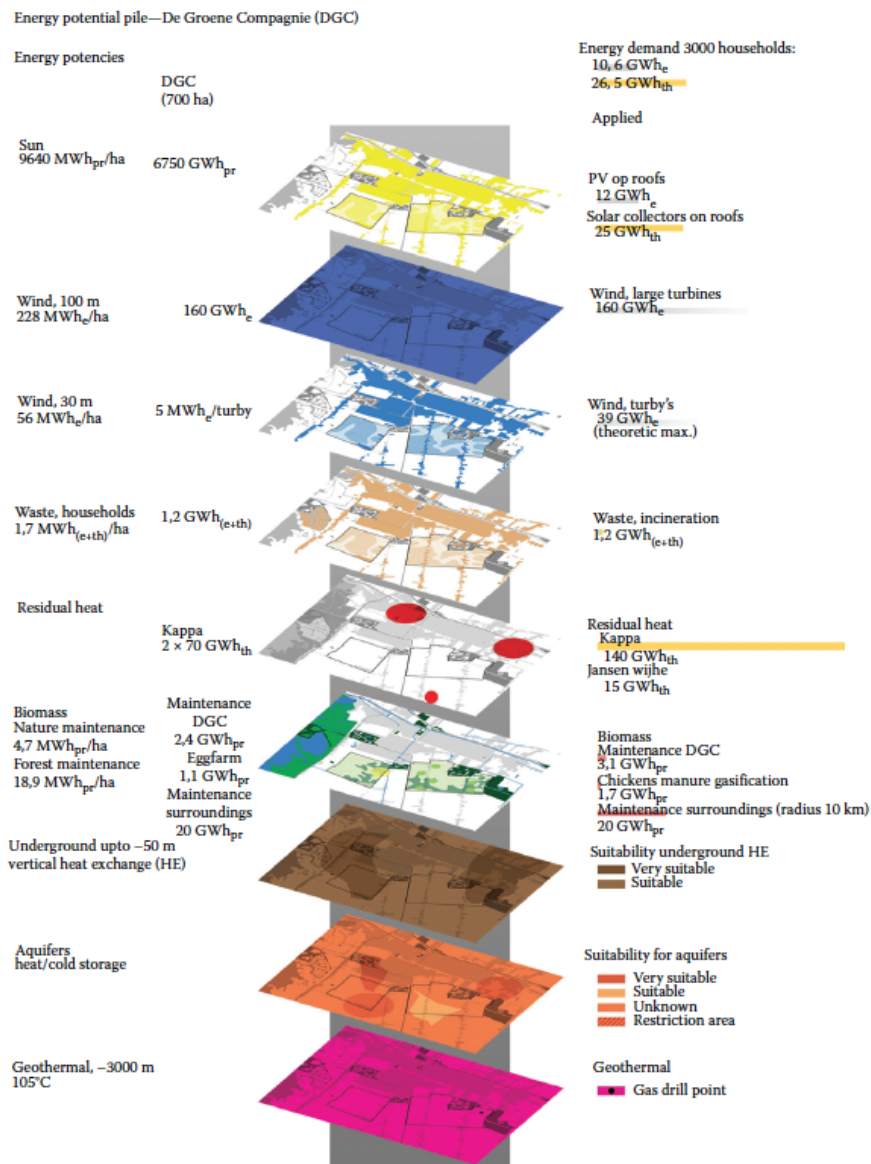 Energy potential pile—De Groene Compagnie (DGC)
Energy potencies
DGC
(700 ha)
Energy demand 3000 households:
10, 6 GWhe
26, 5 GWhth
Applied
Sun
9640 MWhpr/ha
6750 GWhpr
PV op roofs
12 GWhe
Solar collectors on roofs
25 GWhth
Wind, 100 m
228 MWhe/ha
160 GWhe
Wind, large turbines
160 GWhe
Wind, 30 m
56 MWhe/ha
5 MWhe/turby
Wind, turby’s
39 GWhe
(theoretic max.)
Waste, households
1,7 MWh(e+th)/ha
1,2 GWh(e+th)
Waste, incineration
1,2 GWh(e+th)
Residual heat
Kappa
2 × 70 GWhth
Residual heat
Kappa
140 GWhth
Jansen wijhe
15 GWhth
Biomass
Nature maintenance
4,7 MWhpr/ha
Forest maintenance
18,9 MWhpr/ha
Maintenance
DGC
2,4 GWhpr
Eggfarm
1,1 GWhpr
Maintenance
surroundings
20 GWhpr
Biomass
Maintenance DGC
3,1 GWhpr
Chickens manure gasification
1,7 GWhpr
Maintenance surroundings (radius 10 km)
20 GWhpr
Underground upto −50 m
vertical heat exchange (HE)
Suitability underground HE
Very suitable
Suitable
Aquifers
heat/cold storage
Suitability for aquifers
Very suitable
Suitable
Unknown
Restriction area
Geothermal, −3000 m
105°C
Geothermal
Gas drill point